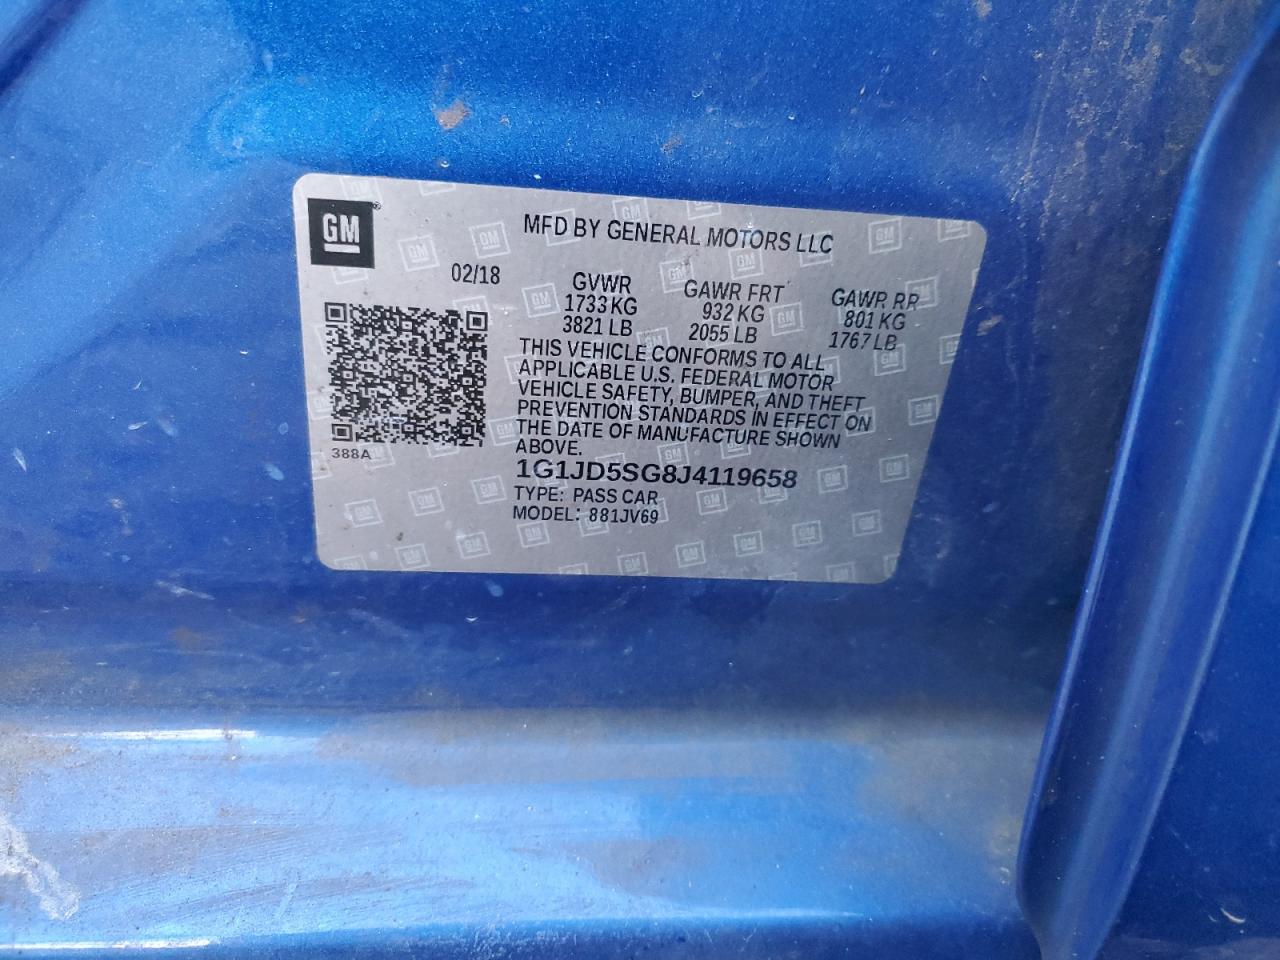 GM
MFD BY GENERAL MOTORS LLC
02/18 GVWR GAWR FRT GAWR RR
1733 KG 932 KG 801 KG
3821 LB 2055 LB 1767 LB
THIS VEHICLE CONFORMS TO ALL
APPLICABLE U.S. FEDERAL MOTOR
VEHICLE SAFETY, BUMPER, AND THEFT
PREVENTION STANDARDS IN EFFECT ON
THE DATE OF MANUFACTURE SHOWN
ABOVE.
388A
1G1JD5SG8J4119658
TYPE: PASS CAR
MODEL: 881JV69